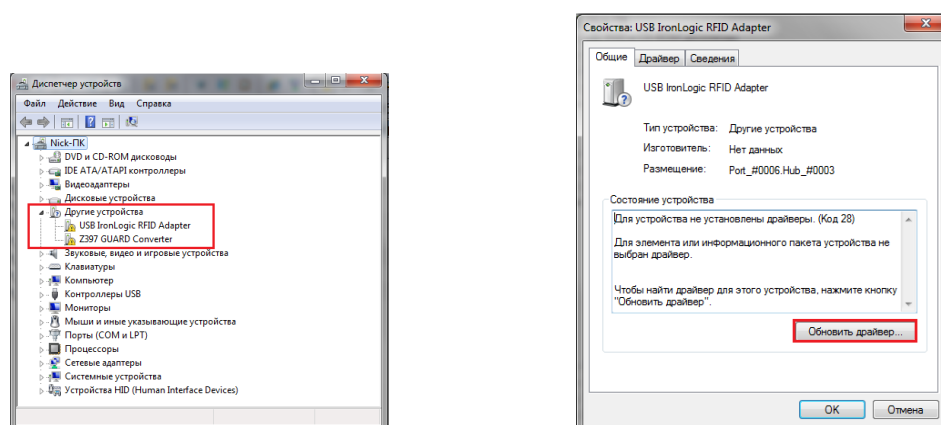 Диспетчер устройств
Файл Действие Вид Справка
Nick-ПК
DVD и CD-ROM дисководы
IDE ATA/ATAPI контроллеры
Видеоадаптеры
Дисковые устройства
Другие устройства
USB IronLogic RFID Adapter
Z397 GUARD Converter
Звуковые, видео и игровые устройства
Клавиатуры
Компьютер
Контроллеры USB
Мониторы
Мыши и иные указывающие устройства
Порты (COM и LPT)
Процессоры
Сетевые адаптеры
Системные устройства
Устройства HID (Human Interface Devices)
Свойства: USB IronLogic RFID Adapter
Общие Драйвер Сведения
USB IronLogic RFID Adapter
Тип устройства: Другие устройства
Изготовитель: Нет данных
Размещение: Port_#0006.Hub_#0003
Состояние устройства
Для устройства не установлены драйверы. (Код 28)
Для элемента или информационного пакета устройства не
выбран драйвер.
Чтобы найти драйвер для этого устройства, нажмите кнопку
"Обновить драйвер".
Обновить драйвер...
OK Отмена